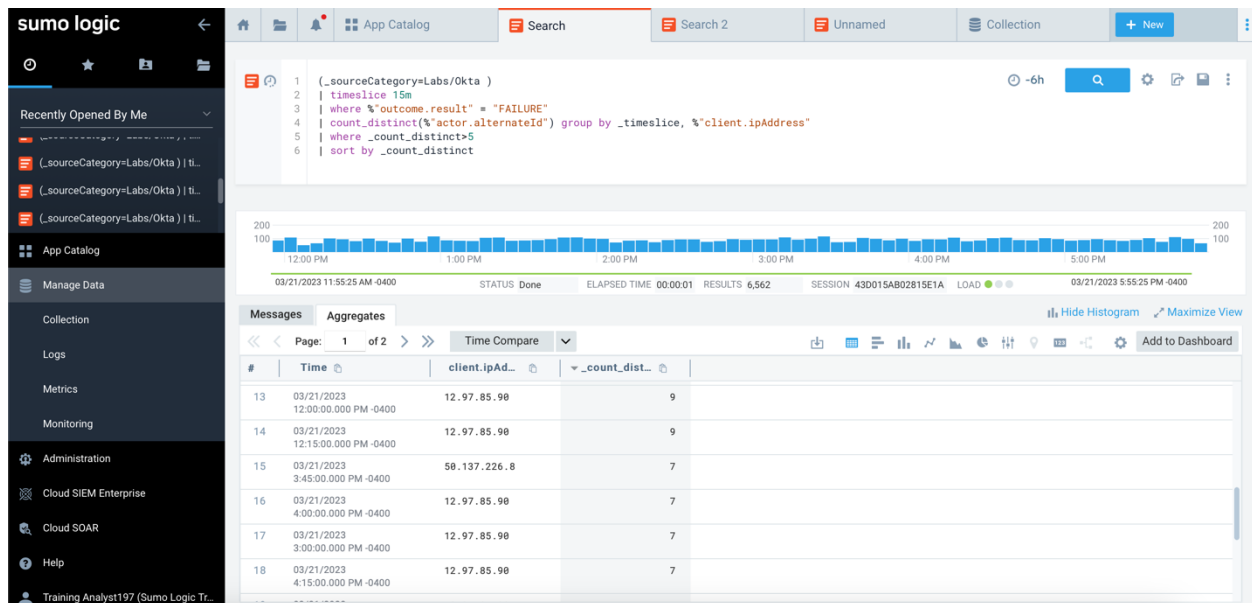 sumo logic
App Catalog
Search
Search 2
Unnamed
Collection
+ New
Recently Opened By Me
(_sourceCategory=Labs/Okta ) | ti...
(_sourceCategory=Labs/Okta ) | ti...
(_sourceCategory=Labs/Okta ) | ti...
App Catalog
Manage Data
Collection
Logs
Metrics
Monitoring
Administration
Cloud SIEM Enterprise
Cloud SOAR
Help
Training Analyst197 (Sumo Logic Tr...
1 (_sourceCategory=Labs/Okta )
2 | timeslice 15m
3 | where %"outcome.result" = "FAILURE"
4 | count_distinct(%"actor.alternateId") group by _timeslice, %"client.ipAddress"
5 | where _count_distinct>5
6 | sort by _count_distinct
-6h
200 200
100 100
12:00 PM 1:00 PM 2:00 PM 3:00 PM 4:00 PM 5:00 PM
03/21/2023 11:55:25 AM -0400 STATUS Done ELAPSED TIME 00:00:01 RESULTS 6,562 SESSION 43D015AB02815E1A LOAD 03/21/2023 5:55:25 PM -0400
Messages Aggregates Hide Histogram Maximize View
Page: 1 of 2 Time Compare Add to Dashboard
# Time client.ipAd... _count_dist...
13 03/21/2023 12.97.85.90 9
12:00:00.000 PM -0400
14 03/21/2023 12.97.85.90 9
12:15:00.000 PM -0400
15 03/21/2023 50.137.226.8 7
3:45:00.000 PM -0400
16 03/21/2023 12.97.85.90 7
4:00:00.000 PM -0400
17 03/21/2023 12.97.85.90 7
3:00:00.000 PM -0400
18 03/21/2023 12.97.85.90 7
4:15:00.000 PM -0400